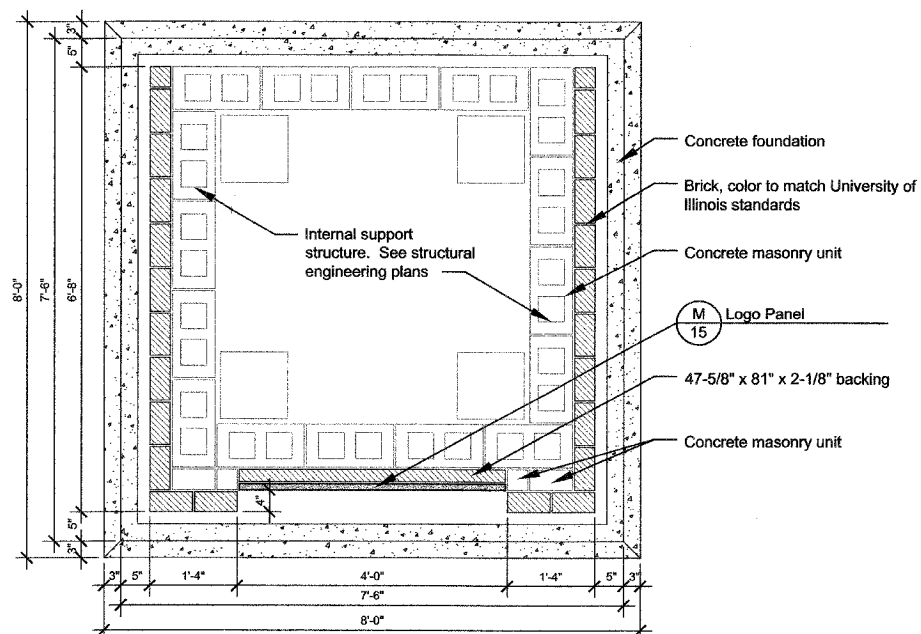 3"
5"
8'-0"
7'-6"
6'-8"
5"
3"
Concrete foundation
Brick, color to match University of
Illinois standards
Internal support
structure. See structural
engineering plans
Concrete masonry unit
M
15
Logo Panel
47-5/8" x 81" x 2-1/8" backing
Concrete masonry unit
4"
3"
5"
1'-4"
4'-0"
1'-4"
5"
3"
7'-6"
8'-0"